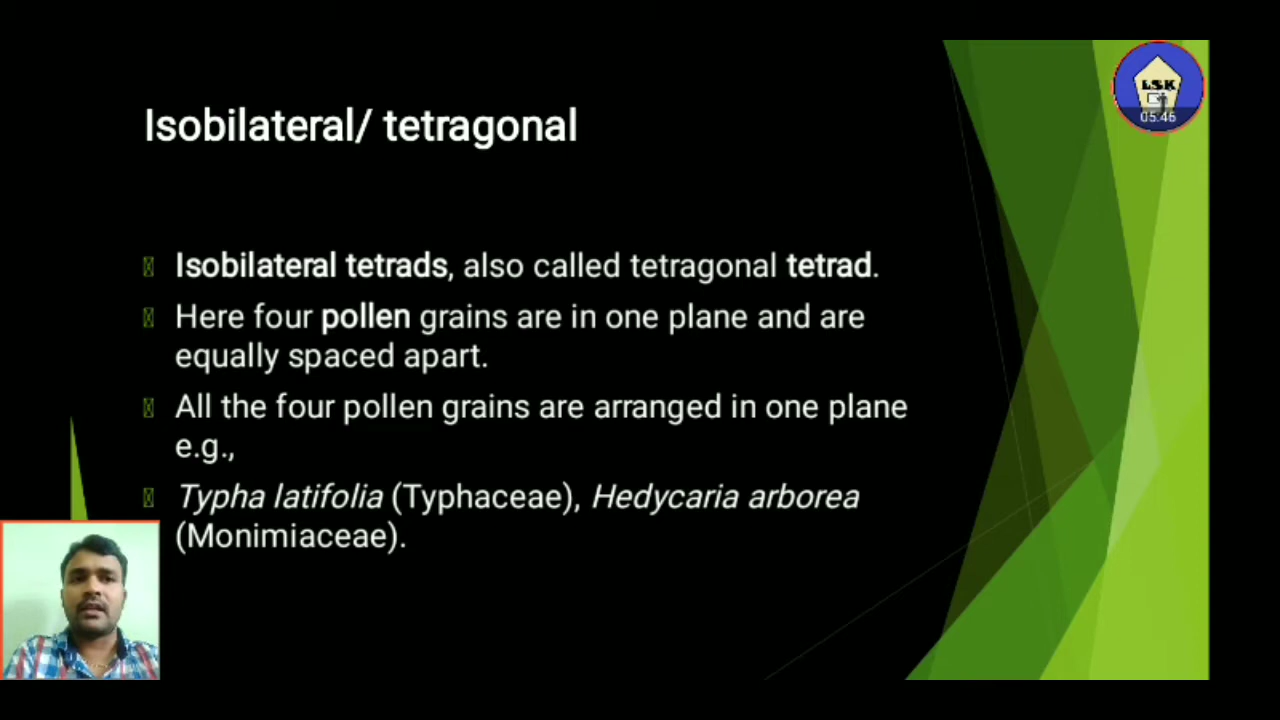 LSK
05:46
Isobilateral/ tetragonal
Isobilateral tetrads, also called tetragonal tetrad.
Here four pollen grains are in one plane and are
equally spaced apart.
All the four pollen grains are arranged in one plane
e.g.,
Typha latifolia (Typhaceae), Hedycaria arborea
(Monimiaceae).